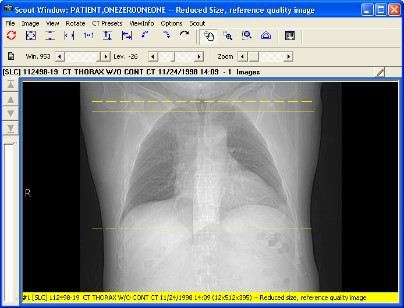 Scout Window: PATIENT,ONEZEROONEONE -- Reduced Size, reference quality image
File Image View Rotate CT Presets ViewInfo Options Scout
1:1
Win. 953 Lev. -26 Zoom
[SLC] 112498-19 CT THORAX W/O CONT CT 11/24/1998 14:09 - 1 Images
R
#1 [SLC] 112498-19 CT THORAX W/O CONT CT 11/24/1998 14:09 (12x512x395) -- Reduced size, reference quality image